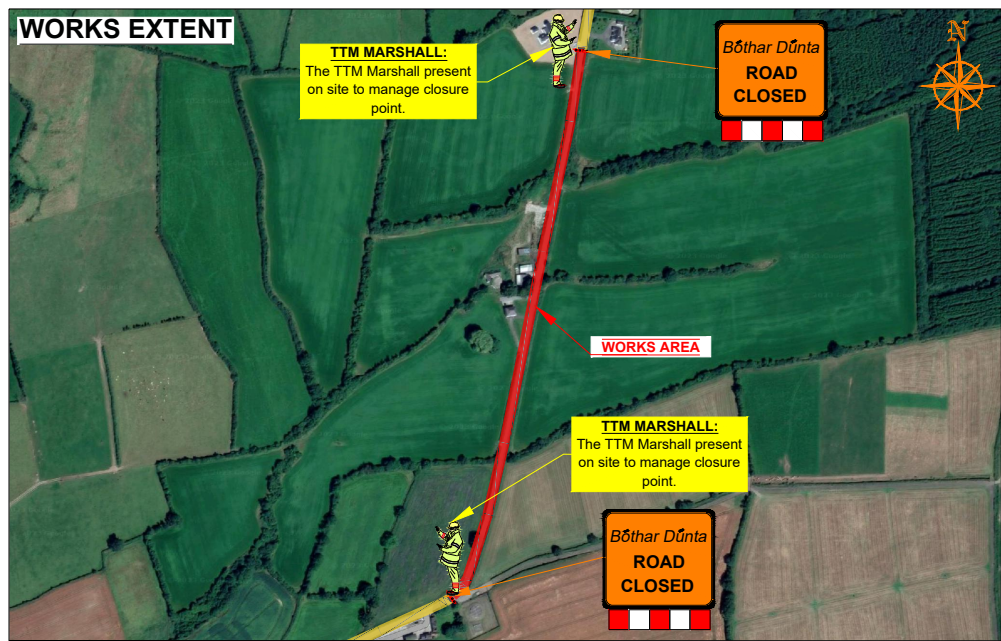 WORKS EXTENT
TTM MARSHALL:
The TTM Marshall present
on site to manage closure
point.
Bóthar Dúnta
ROAD
CLOSED
N
WORKS AREA
TTM MARSHALL:
The TTM Marshall present
on site to manage closure
point.
Bóthar Dúnta
ROAD
CLOSED